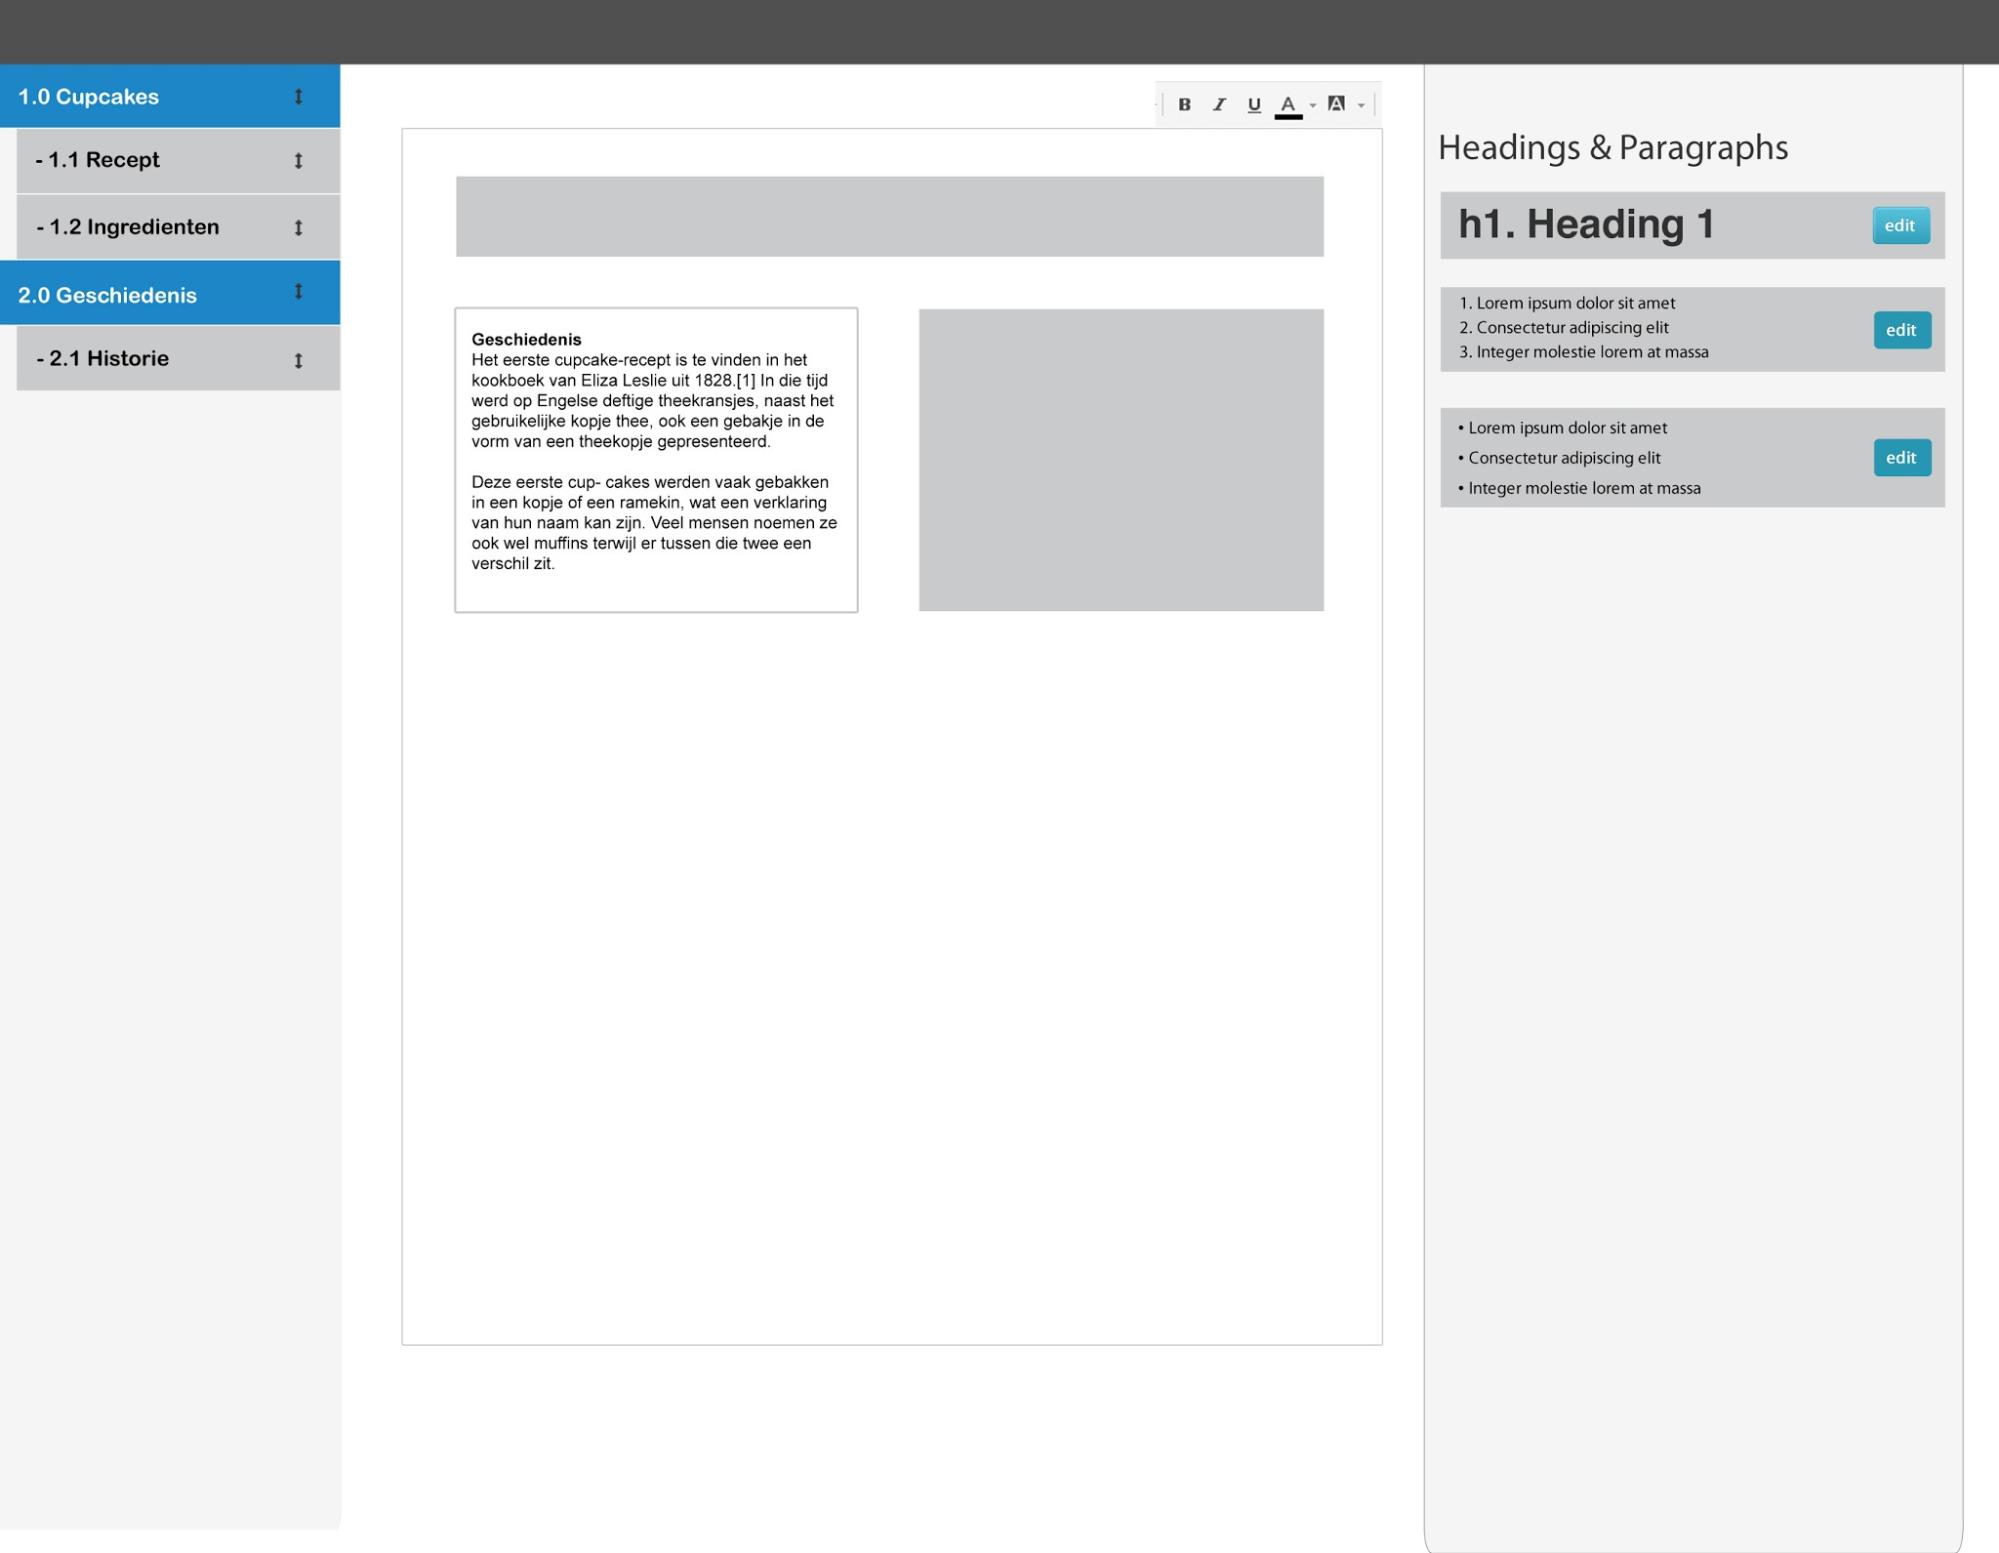 1.0 Cupcakes
- 1.1 Recept
- 1.2 Ingredienten
2.0 Geschiedenis
- 2.1 Historie
B I U A A
Geschiedenis
Het eerste cupcake-recept is te vinden in het
kookboek van Eliza Leslie uit 1828.[1] In die tijd
werd op Engelse deftige theekransjes, naast het
gebruikelijke kopje thee, ook een gebakje in de
vorm van een theekopje gepresenteerd.
Deze eerste cup- cakes werden vaak gebakken
in een kopje of een ramekin, wat een verklaring
van hun naam kan zijn. Veel mensen noemen ze
ook wel muffins terwijl er tussen die twee een
verschil zit.
Headings & Paragraphs
h1. Heading 1 edit
1. Lorem ipsum dolor sit amet
2. Consectetur adipiscing elit
edit
3. Integer molestie lorem at massa
• Lorem ipsum dolor sit amet
• Consectetur adipiscing elit edit
• Integer molestie lorem at massa